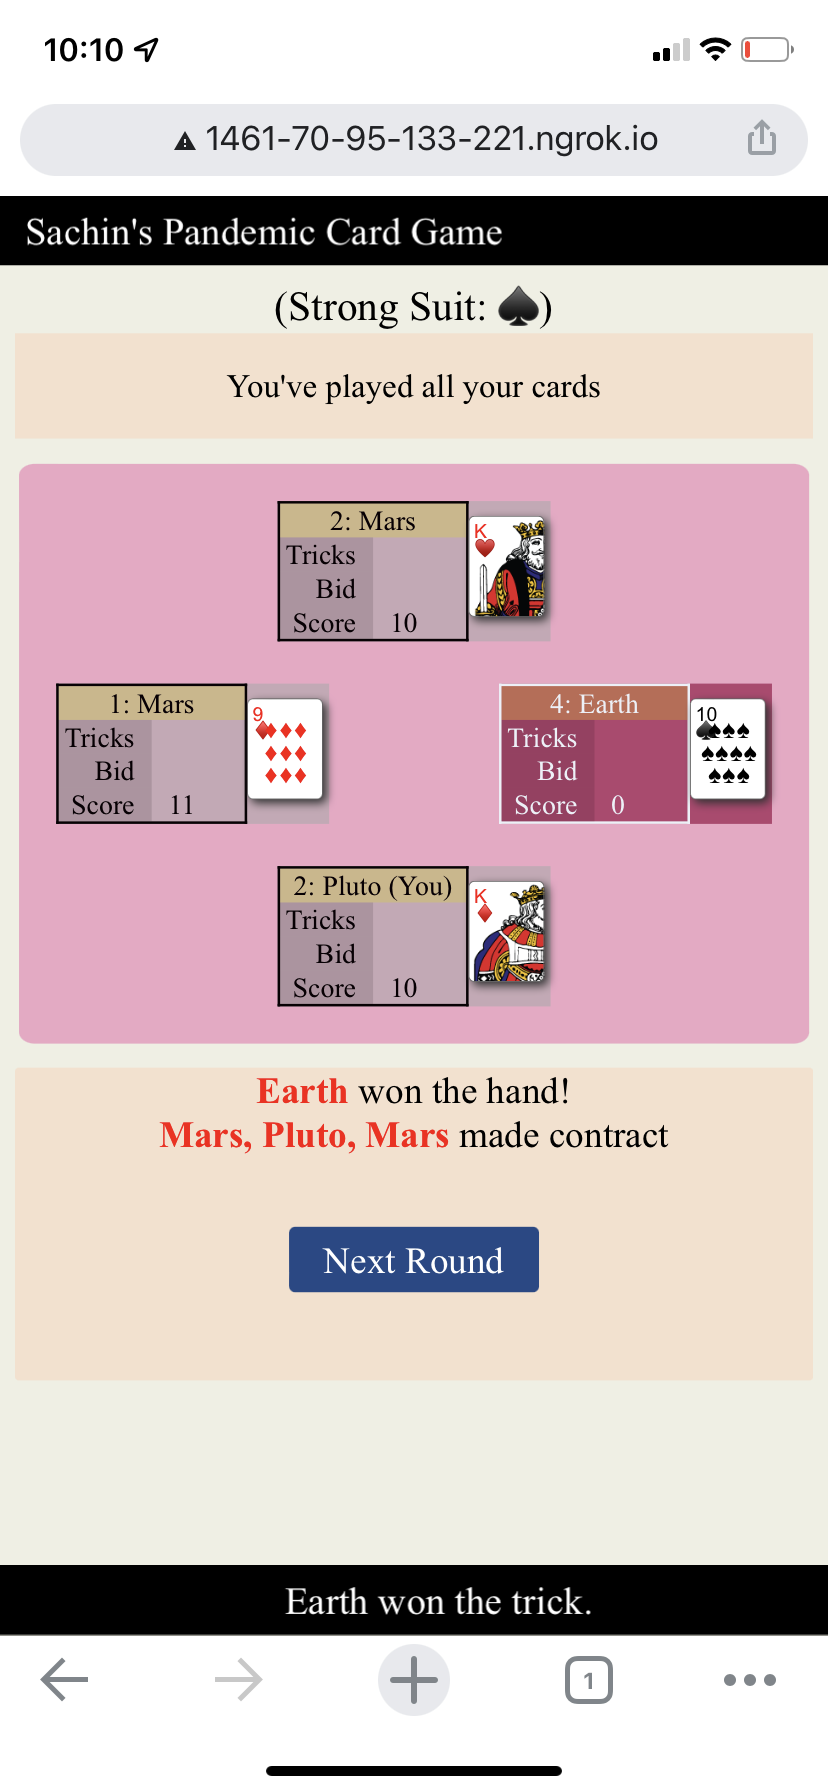 10:10
1461-70-95-133-221.ngrok.io
Sachin's Pandemic Card Game
(Strong Suit: ♠)
You've played all your cards
2: Mars
Tricks
Bid
Score 10
K
1: Mars
Tricks
Bid
Score 11
9
4: Earth
Tricks
Bid
Score 0
10
2: Pluto (You)
Tricks
Bid
Score 10
K
Earth won the hand!
Mars, Pluto, Mars made contract
Next Round
Earth won the trick.
1